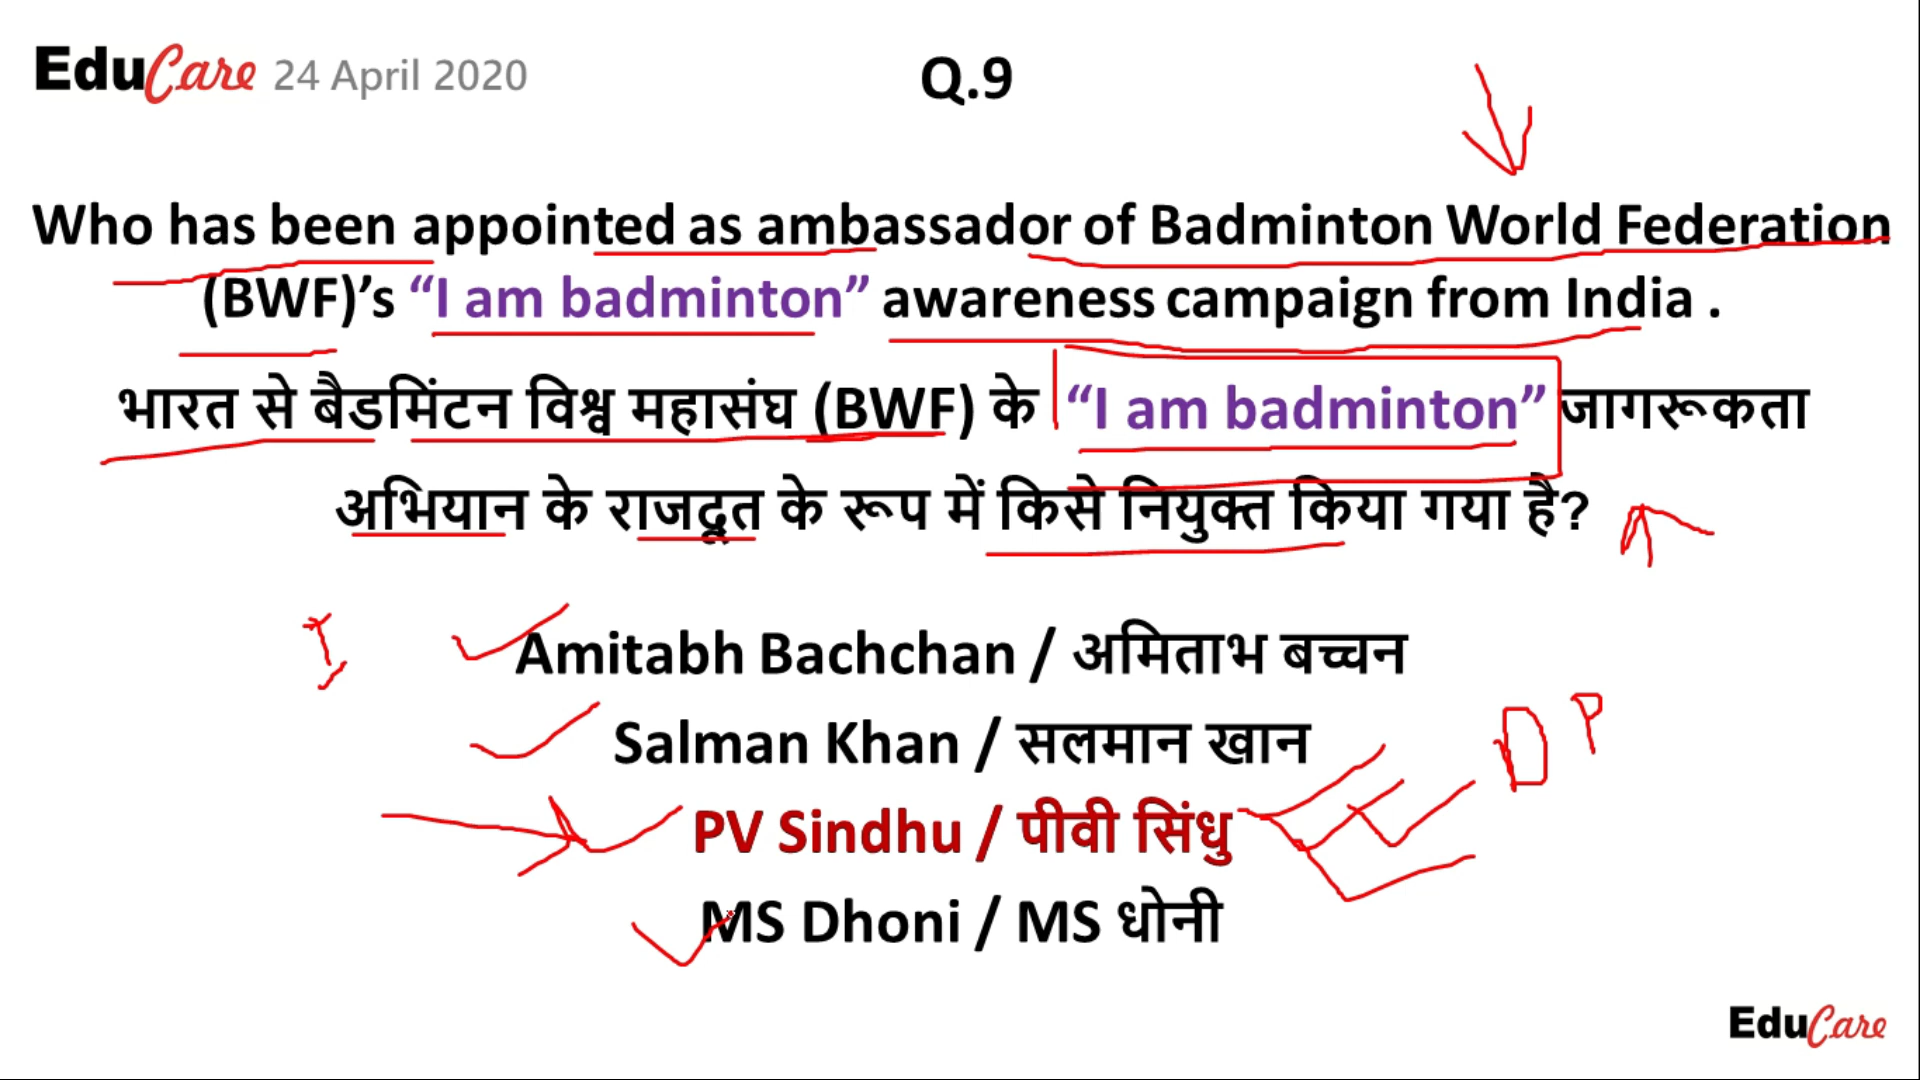 EduCare 24 April 2020
Q.9
Who has been appointed as ambassador of Badminton World Federation
(BWF)’s “I am badminton” awareness campaign from India .
भारत से बैडमिंटन विश्व महासंघ (BWF) के “I am badminton” जागरूकता
अभियान के राजदूत के रूप में किसे नियुक्त किया गया है?
I
Amitabh Bachchan / अमिताभ बच्चन
DP
Salman Khan / सलमान खान
PV Sindhu / पीवी सिंधु
MS Dhoni / MS धोनी
EduCare